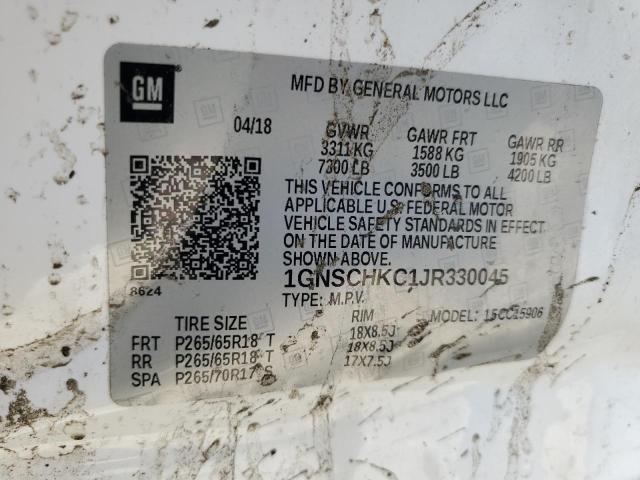 GM
MFD BY GENERAL MOTORS LLC
04/18
GVWR GAWR FRT GAWR RR
3311 KG 1588 KG 1905 KG
7300 LB 3500 LB 4200 LB
THIS VEHICLE CONFORMS TO ALL
APPLICABLE U.S. FEDERAL MOTOR
VEHICLE SAFETY STANDARDS IN EFFECT
ON THE DATE OF MANUFACTURE
SHOWN ABOVE.
8624
1GNSCHKC1JR330045
TYPE: M.P.V. MODEL: 15CC15906
TIRE SIZE RIM
FRT P265/65R18 T 18X8.5J
RR P265/65R18 T 18X8.5J
SPA P265/70R17 S 17X7.5J